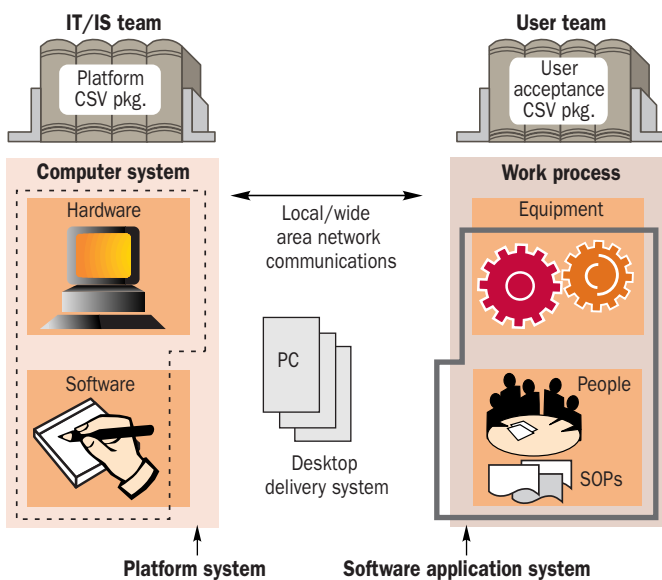 IT/IS team
User team
Platform
CSV pkg.
User
acceptance
CSV pkg.
Computer system
Work process
Hardware
Local/wide
area network
communications
Equipment
PC
Software
People
Desktop
delivery system
SOPs
Platform system
Software application system